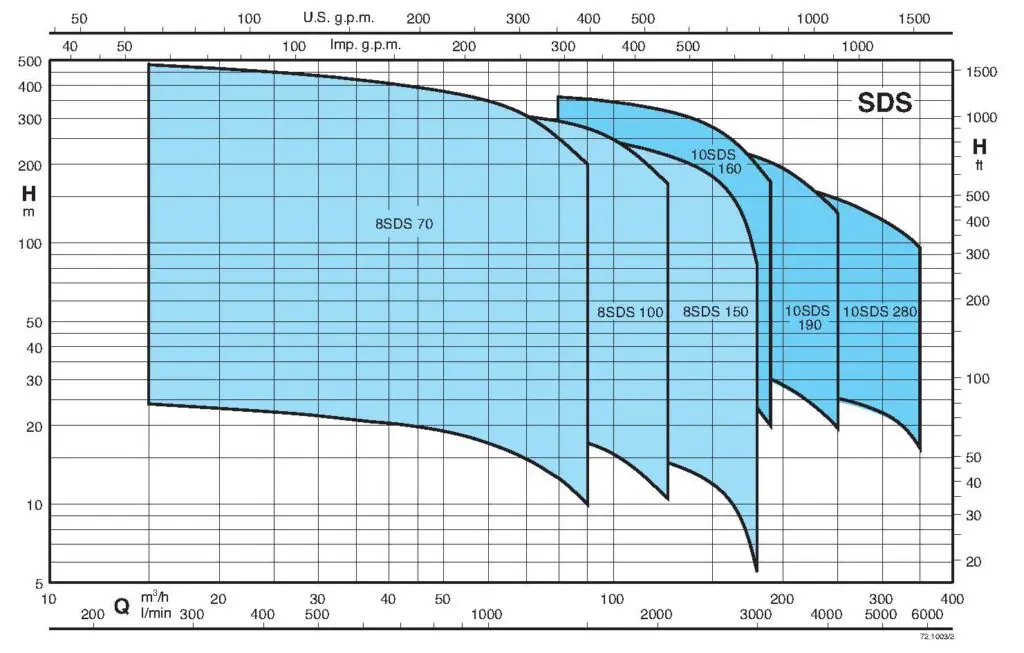 50 100 U.S. g.p.m. 200 300 400 500 1000 1500
40 50 100 Imp. g.p.m. 200 300 400 500 1000
500 1500
400
300 1000
SDS
H
ft
10SDS
160
200
H
m
500
8SDS 70
400
100
300
200
8SDS 100
8SDS 150
10SDS
190
10SDS 280
50
40
30 100
20
50
40
10
30
20
5
10 Q m³/h 20 30 40 50 100 200 300 400
200 l/min 300 400 500 1000 2000 3000 4000 5000 6000
72.1003/2